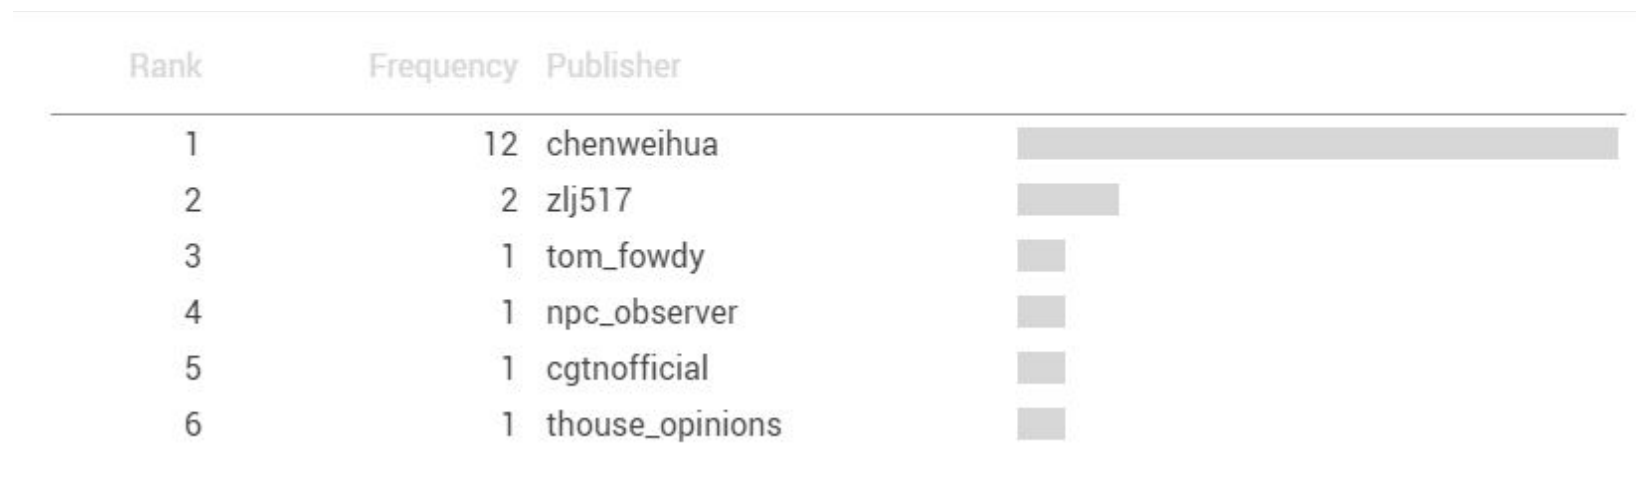 Rank Frequency Publisher
1 12 chenweihua
2 2 zlj517
3 1 tom_fowdy
4 1 npc_observer
5 1 cgtnofficial
6 1 thouse_opinions